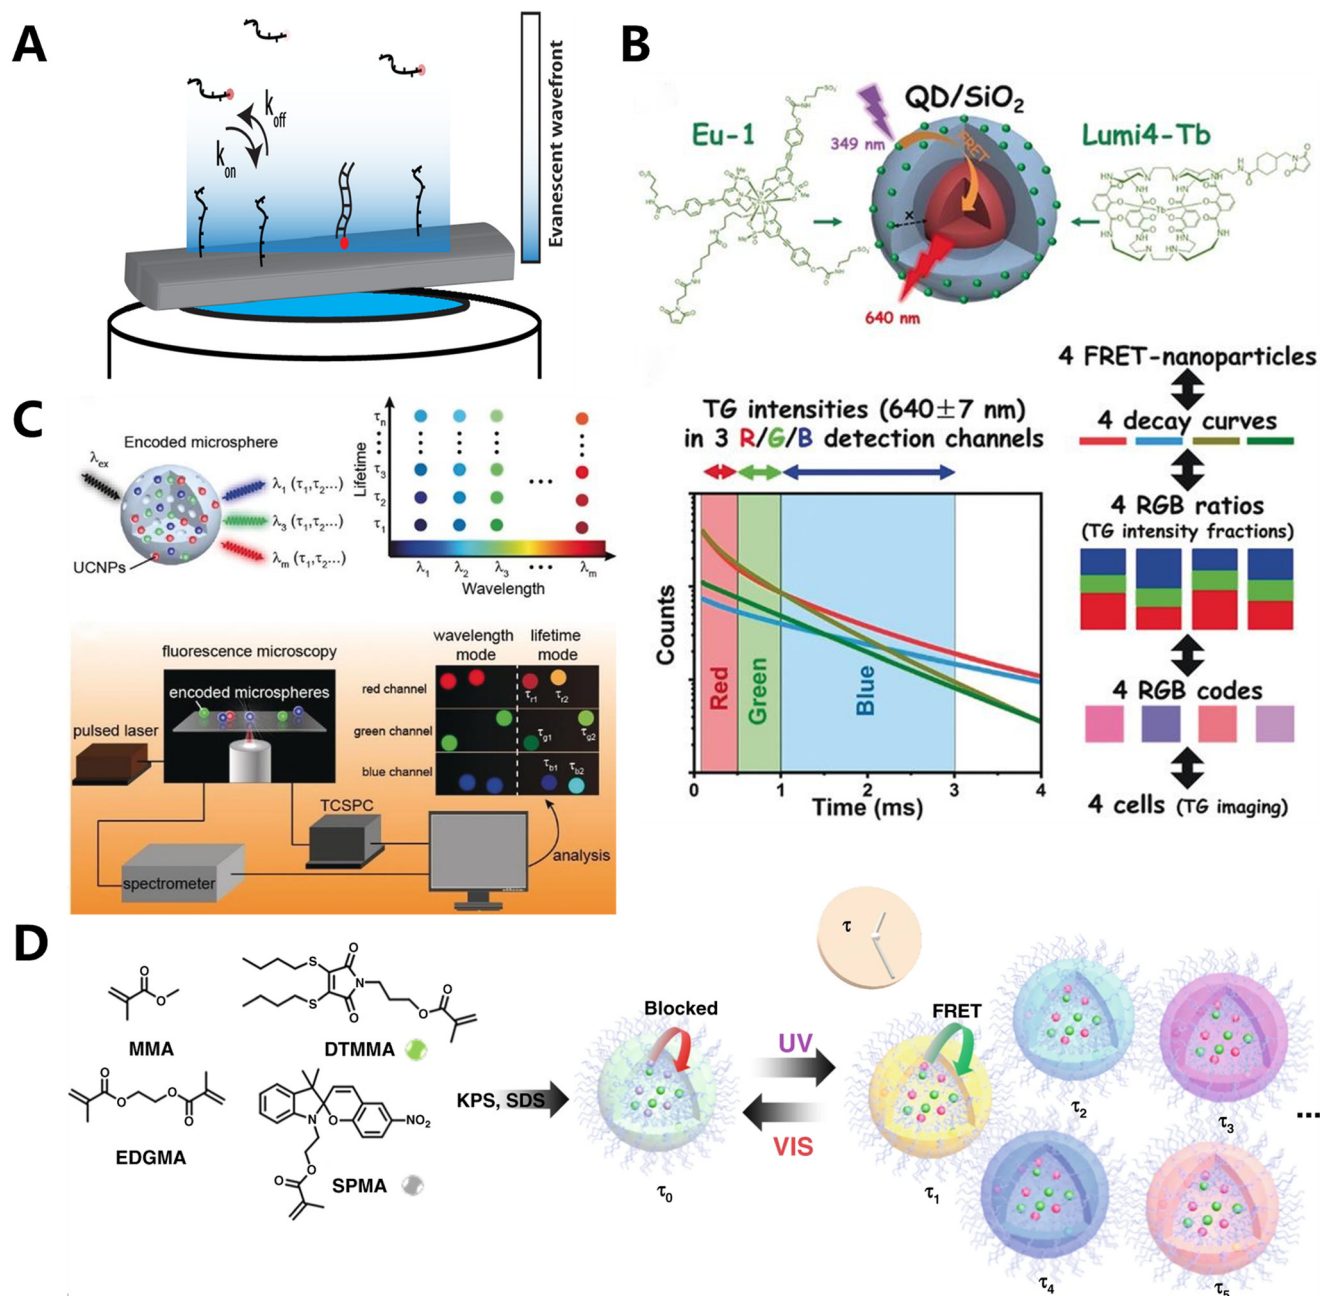 A
k_off
k_on
Evanescent wavefront
B
Eu-1
349 nm
QD/SiO₂
FRET
x
640 nm
Lumi4-Tb
TG intensities (640±7 nm)
in 3 R/G/B detection channels
Counts
Red
Green
Blue
0 1 2 3 4
Time (ms)
4 FRET-nanoparticles
4 decay curves
4 RGB ratios
(TG intensity fractions)
4 RGB codes
4 cells (TG imaging)
C
Encoded microsphere
λex
λ₁ (τ₁,τ₂...)
λ₃ (τ₁,τ₂...)
λm (τ₁,τ₂...)
UCNPs
Lifetime
τn
τ₃
τ₂
τ₁
λ₁ λ₂ λ₃ λm
Wavelength
fluorescence microscopy
encoded microspheres
pulsed laser
TCSPC
spectrometer
wavelength mode
lifetime mode
red channel
τr1 τr2
green channel
τg1 τg2
blue channel
τb1 τb2
analysis
D
MMA
DTMMA
EDGMA
SPMA
KPS, SDS
Blocked
τ₀
UV
VIS
τ
FRET
τ₁
τ₂
τ₃
τ₄
τ₅
...